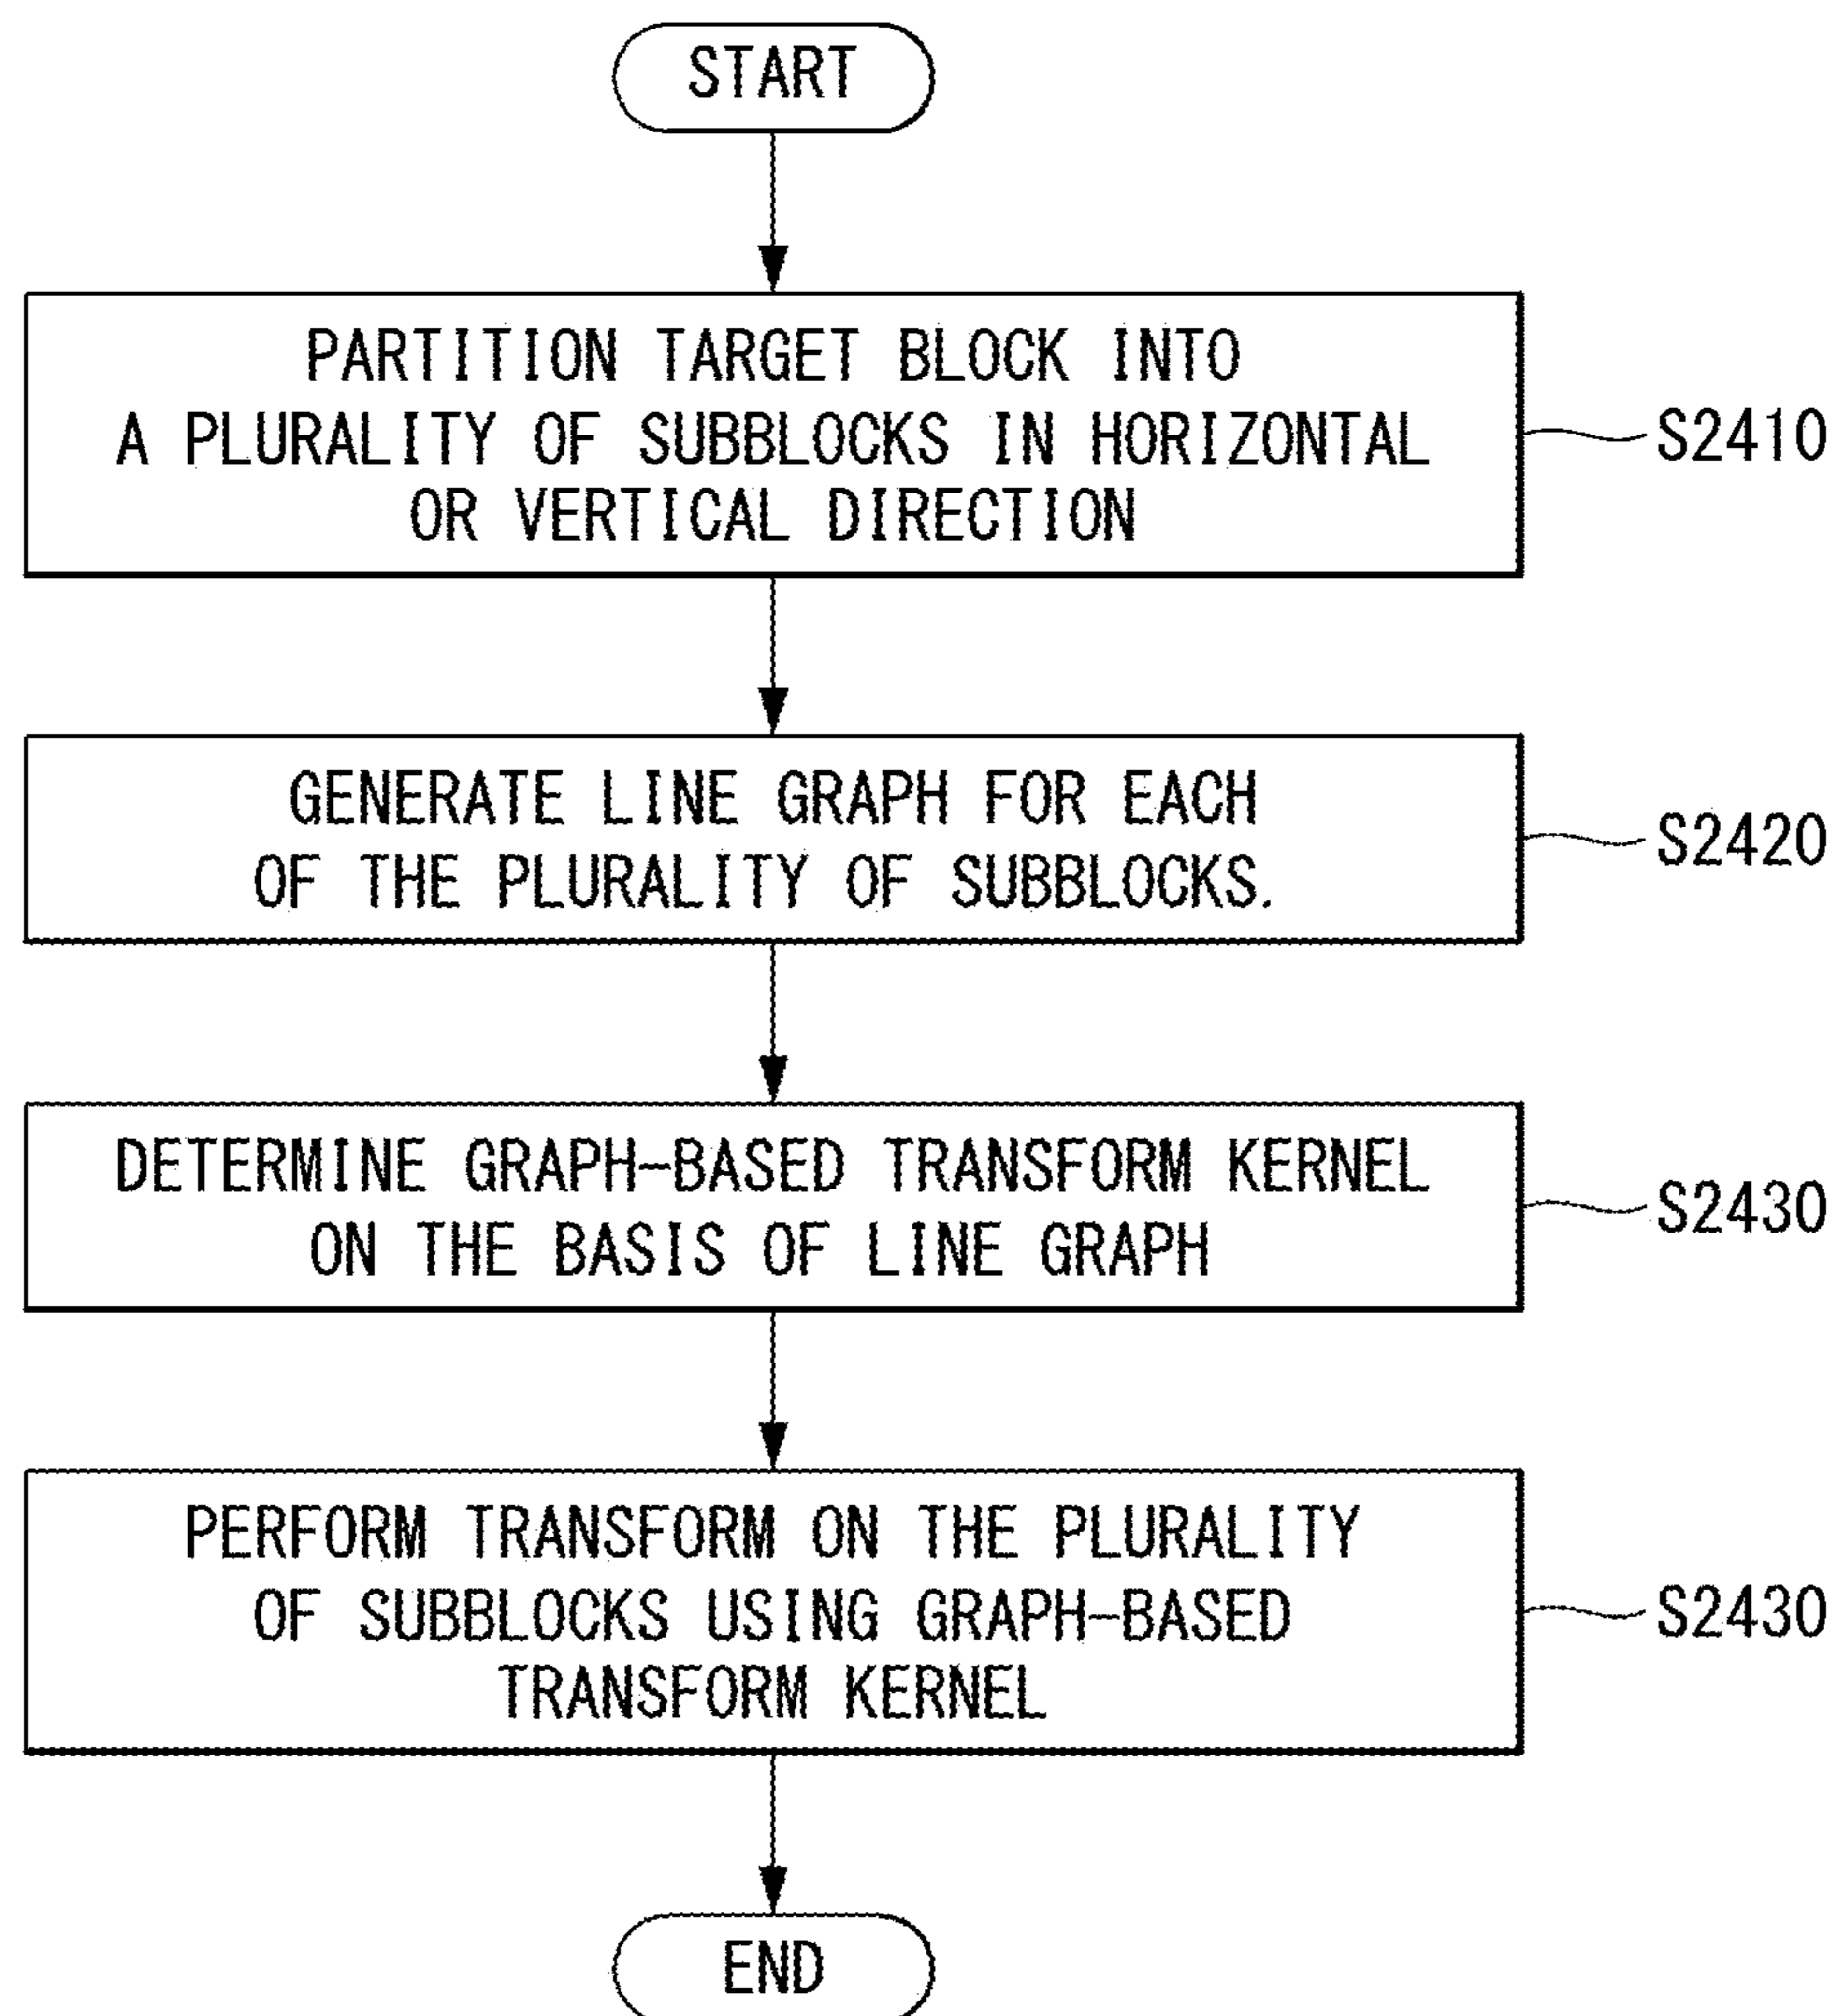 START
PARTITION TARGET BLOCK INTO
A PLURALITY OF SUBBLOCKS IN HORIZONTAL
OR VERTICAL DIRECTION
S2410
GENERATE LINE GRAPH FOR EACH
OF THE PLURALITY OF SUBBLOCKS.
S2420
DETERMINE GRAPH-BASED TRANSFORM KERNEL
ON THE BASIS OF LINE GRAPH
S2430
PERFORM TRANSFORM ON THE PLURALITY
OF SUBBLOCKS USING GRAPH-BASED
TRANSFORM KERNEL
S2430
END